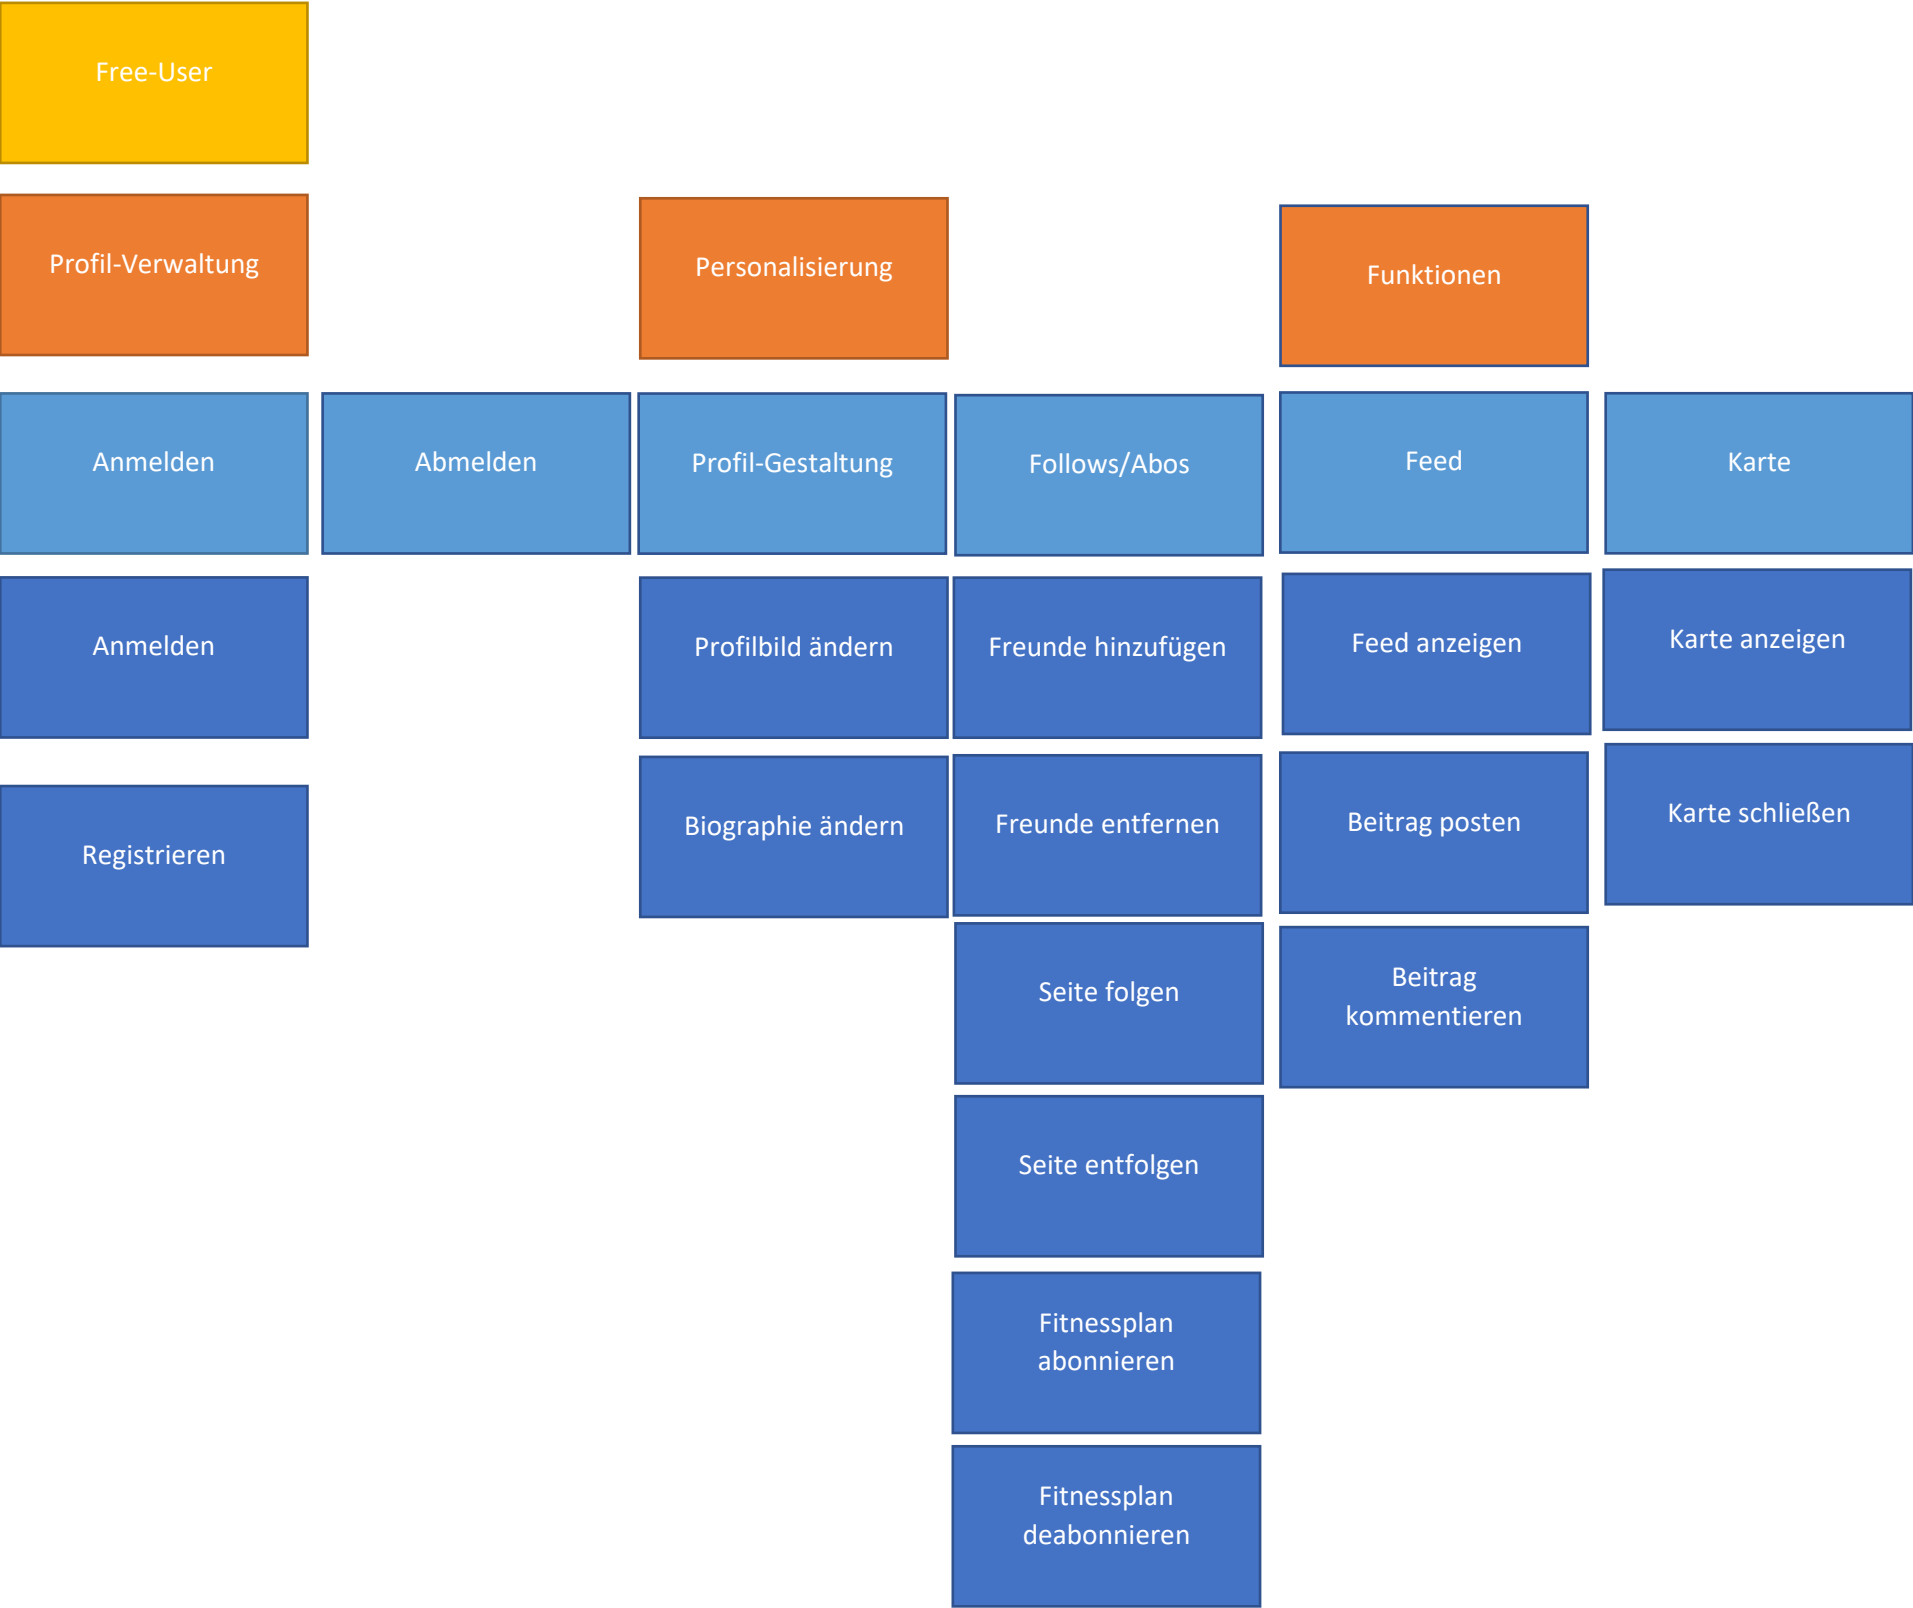 Free-User
Profil-Verwaltung
Personalisierung
Funktionen
Anmelden
Abmelden
Profil-Gestaltung
Follows/Abos
Feed
Karte
Anmelden
Profilbild ändern
Freunde hinzufügen
Feed anzeigen
Karte anzeigen
Registrieren
Biographie ändern
Freunde entfernen
Beitrag posten
Karte schließen
Seite folgen
Beitrag
kommentieren
Seite entfolgen
Fitnessplan
abonnieren
Fitnessplan
deabonnieren